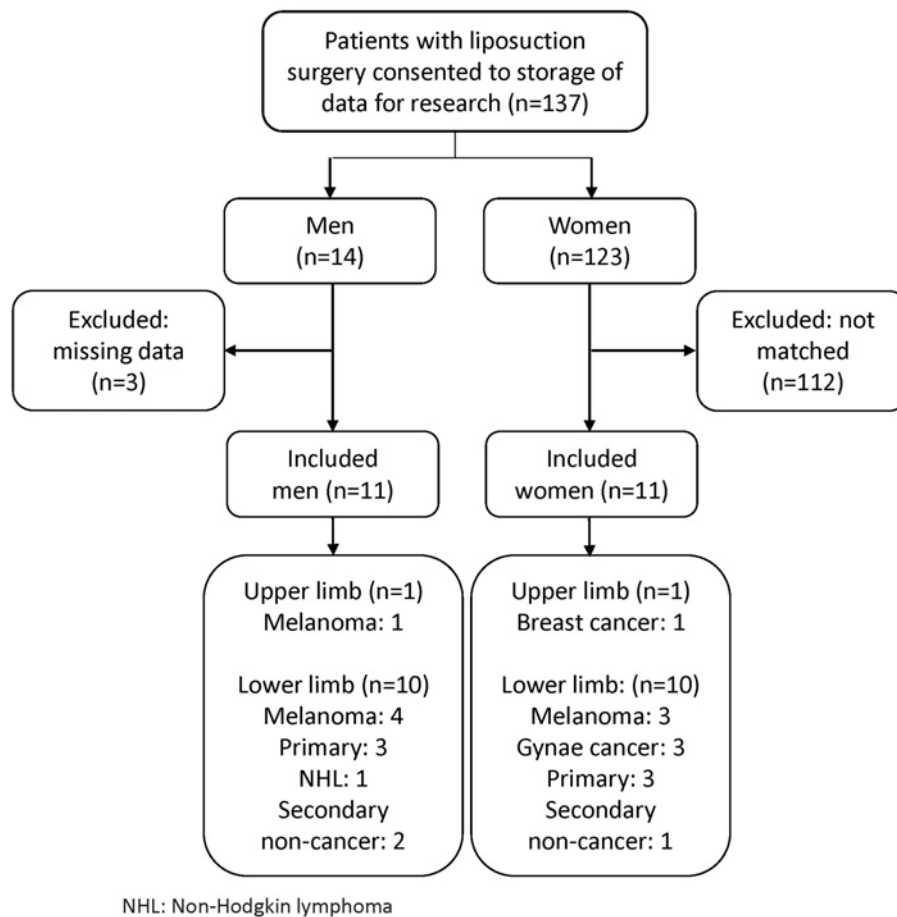 Patients with liposuction
surgery consented to storage of
data for research (n=137)
Men
(n=14)
Women
(n=123)
Excluded:
missing data
(n=3)
Excluded: not
matched
(n=112)
Included
men (n=11)
Included
women (n=11)
Upper limb (n=1)
Melanoma: 1
Lower limb (n=10)
Melanoma: 4
Primary: 3
NHL: 1
Secondary
non-cancer: 2
Upper limb (n=1)
Breast cancer: 1
Lower limb: (n=10)
Melanoma: 3
Gynae cancer: 3
Primary: 3
Secondary
non-cancer: 1
NHL: Non-Hodgkin lymphoma